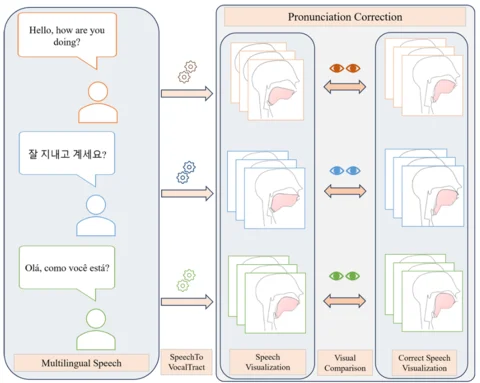 Pronunciation Correction
Hello, how are you
doing?
잘 지내고 계세요?
Olá, como você está?
Multilingual Speech
SpeechTo
VocalTract
Speech
Visualization
Visual
Comparison
Correct Speech
Visualization